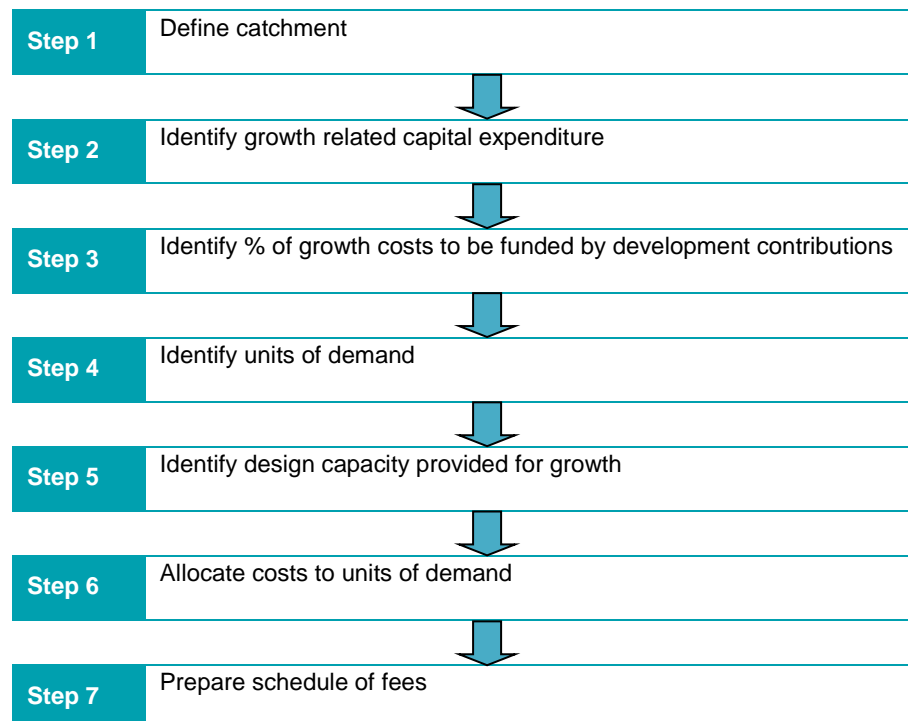 Step 1
Define catchment
Step 2
Identify growth related capital expenditure
Step 3
Identify % of growth costs to be funded by development contributions
Step 4
Identify units of demand
Step 5
Identify design capacity provided for growth
Step 6
Allocate costs to units of demand
Step 7
Prepare schedule of fees